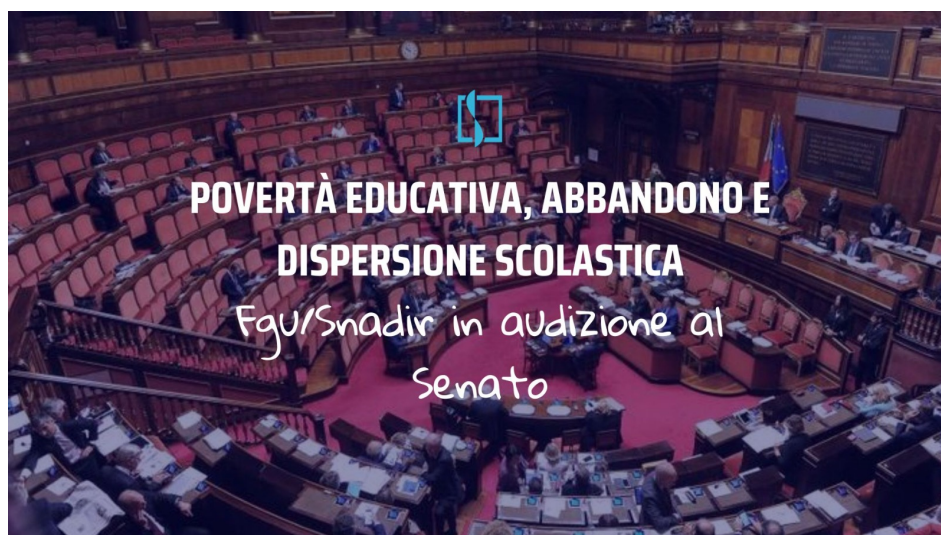 POVERTÀ EDUCATIVA, ABBANDONO E
DISPERSIONE SCOLASTICA
Fgu/Snadir in audizione al
Senato